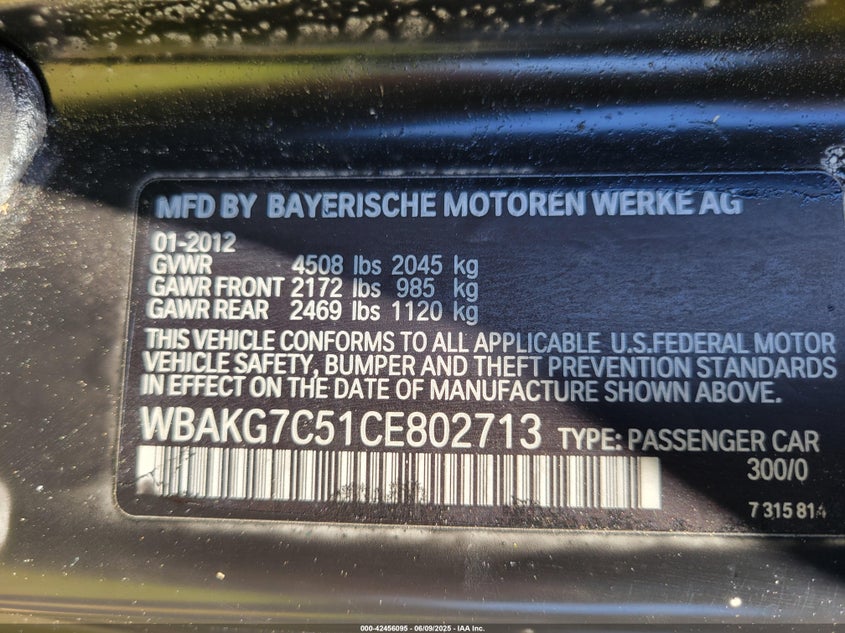 MFD BY BAYERISCHE MOTOREN WERKE AG
01-2012
GVWR 4508 lbs 2045 kg
GAWR FRONT 2172 lbs 985 kg
GAWR REAR 2469 lbs 1120 kg
THIS VEHICLE CONFORMS TO ALL APPLICABLE U.S.FEDERAL MOTOR
VEHICLE SAFETY, BUMPER AND THEFT PREVENTION STANDARDS
IN EFFECT ON THE DATE OF MANUFACTURE SHOWN ABOVE.
WBAKG7C51CE802713 TYPE: PASSENGER CAR
300/0
7 315 814
000-42456095 - 06/09/2025 - IAA Inc.